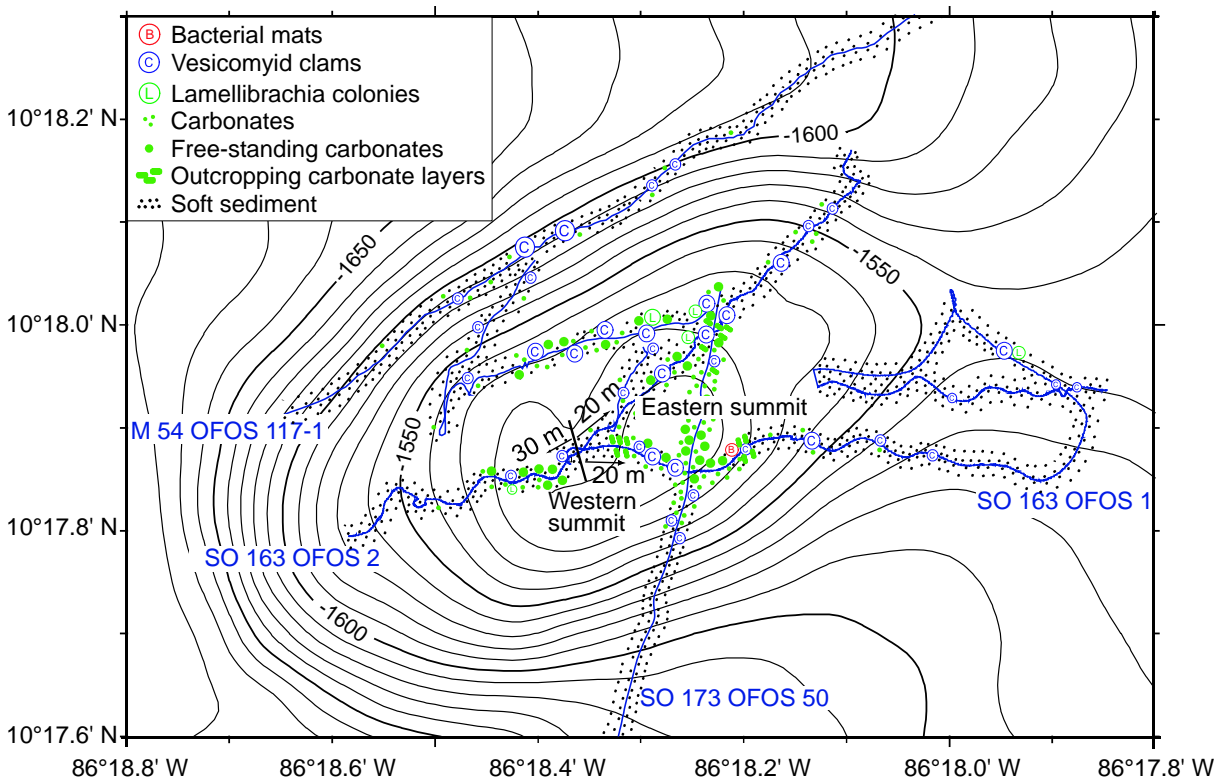 B Bacterial mats
C Vesicomyid clams
L Lamellibrachia colonies
Carbonates
Free-standing carbonates
Outcropping carbonate layers
Soft sediment
10°18.2' N
10°18.0' N
10°17.8' N
10°17.6' N
-1600
-1650
-1550
1550
-1600
M 54 OFOS 117-1
20 m
30 m
20 m
Eastern summit
Western
summit
SO 163 OFOS 1
SO 163 OFOS 2
SO 173 OFOS 50
86°18.8' W
86°18.6' W
86°18.4' W
86°18.2' W
86°18.0' W
86°17.8' W